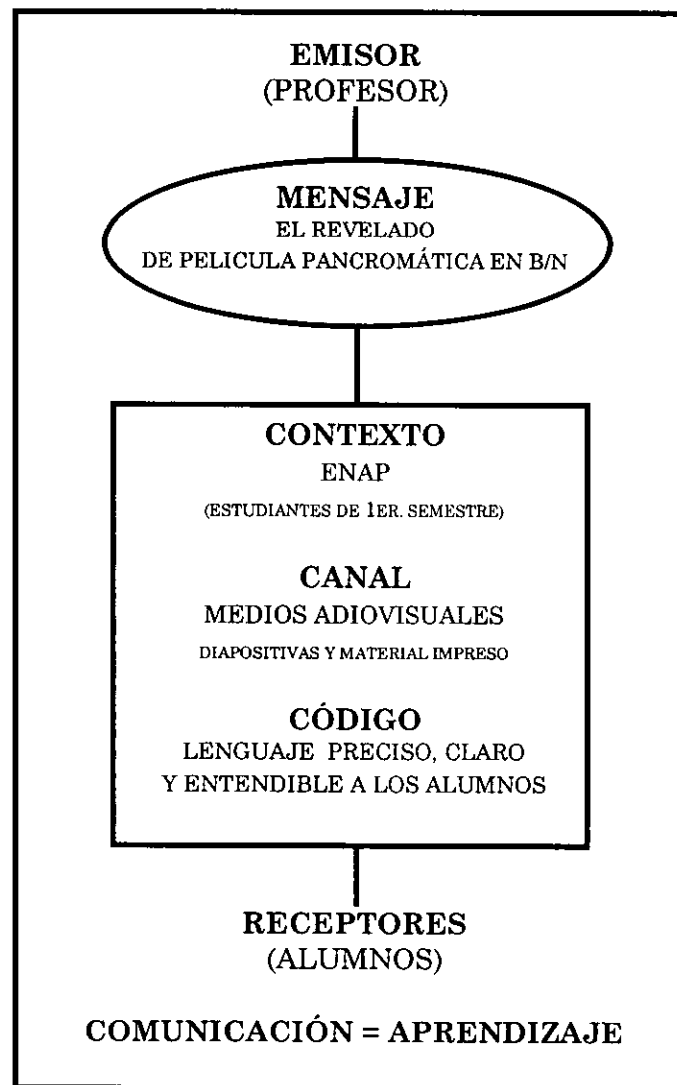 EMISOR
(PROFESOR)
MENSAJE
EL REVELADO
DE PELICULA PANCROMÁTICA EN B/N
CONTEXTO
ENAP
(ESTUDIANTES DE 1ER. SEMESTRE)
CANAL
MEDIOS ADIOVISUALES
DIAPOSITIVAS Y MATERIAL IMPRESO
CÓDIGO
LENGUAJE PRECISO, CLARO
Y ENTENDIBLE A LOS ALUMNOS
RECEPTORES
(ALUMNOS)
COMUNICACIÓN = APRENDIZAJE